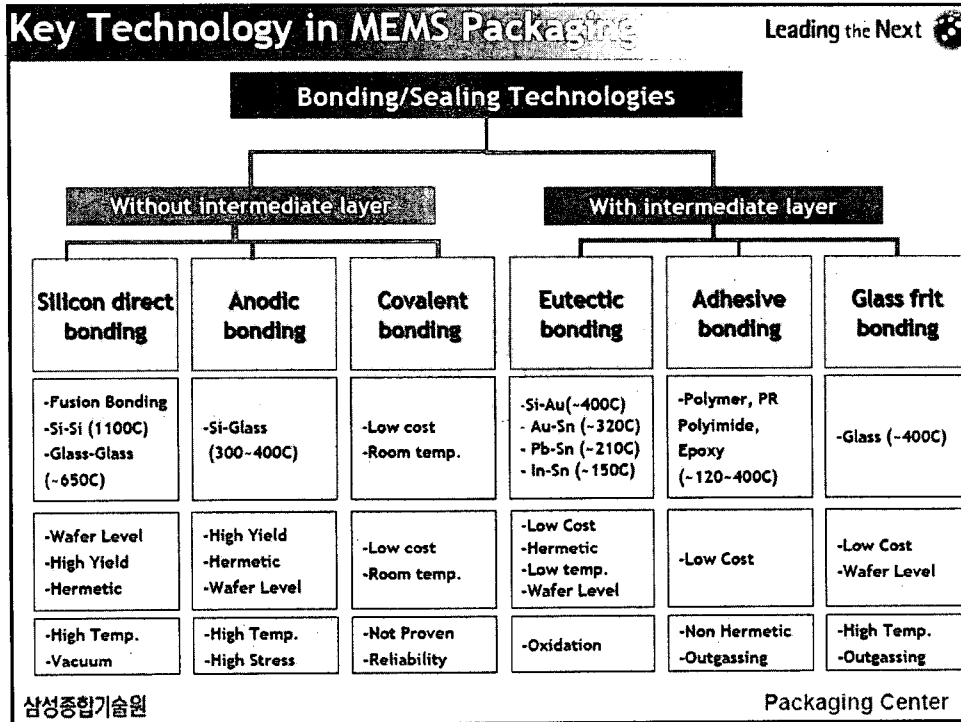 Key Technology in MEMS Packaging
Leading the Next
Bonding/Sealing Technologies
Without intermediate layer
With intermediate layer
Silicon direct
bonding
Anodic
bonding
Covalent
bonding
Eutectic
bonding
Adhesive
bonding
Glass frit
bonding
-Fusion Bonding
-Si-Si (1100C)
-Glass-Glass
(~650C)
-Si-Glass
(300~400C)
-Low cost
-Room temp.
-Si-Au(~400C)
- Au-Sn (~320C)
- Pb-Sn (~210C)
- In-Sn (~150C)
-Polymer, PR
Polyimide,
Epoxy
(~120~400C)
-Glass (~400C)
-Wafer Level
-High Yield
-Hermetic
-High Yield
-Hermetic
-Wafer Level
-Low cost
-Room temp.
-Low Cost
-Hermetic
-Low temp.
-Wafer Level
-Low Cost
-Low Cost
-Wafer Level
-High Temp.
-Vacuum
-High Temp.
-High Stress
-Not Proven
-Reliability
-Oxidation
-Non Hermetic
-Outgassing
-High Temp.
-Outgassing
삼성종합기술원
Packaging Center